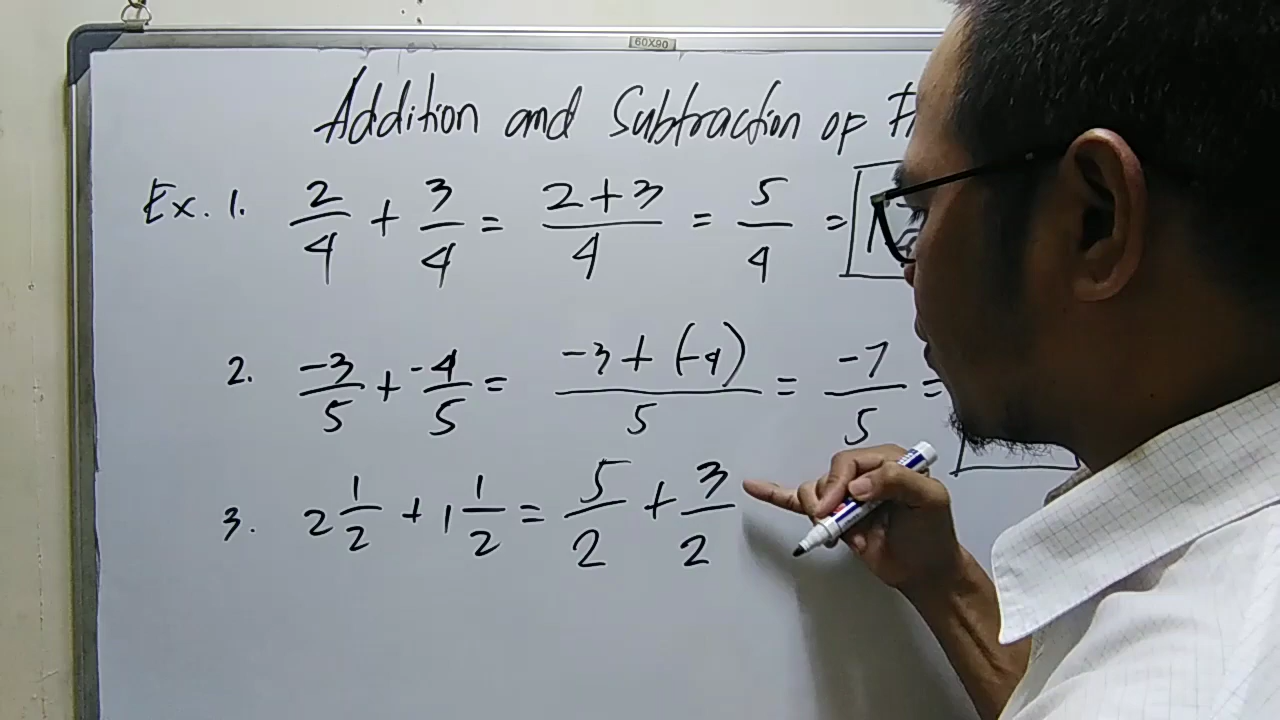 60X90
Addition and Subtraction of
Ex. 1. 2/4 + 3/4 = 2+3/4 = 5/4 = 1
2. -3/5 + -4/5 = -3+(-4)/5 = -7/5 =
3. 2 1/2 + 1 1/2 = 5/2 + 3/2